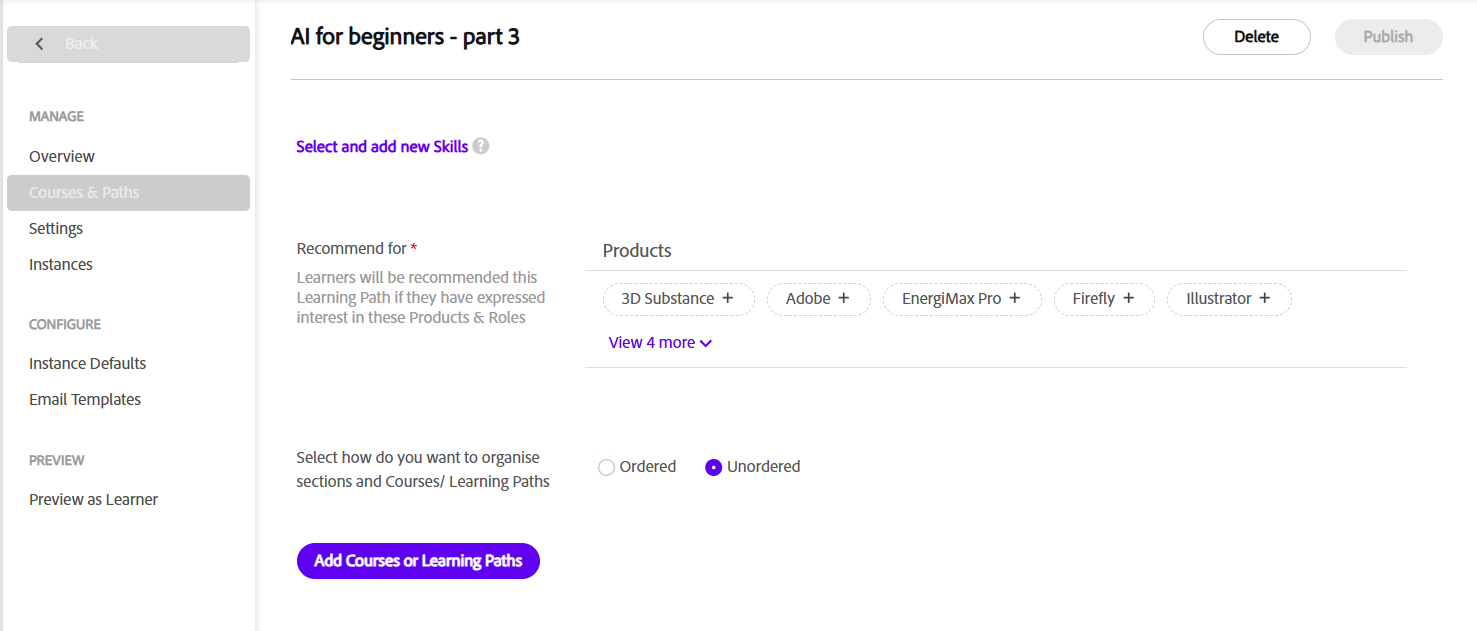 Back
AI for beginners - part 3
Delete
Publish
MANAGE
Overview
Courses & Paths
Settings
Instances
CONFIGURE
Instance Defaults
Email Templates
PREVIEW
Preview as Learner
Select and add new Skills ?
Recommend for *
Learners will be recommended this
Learning Path if they have expressed
interest in these Products & Roles
Products
3D Substance +
Adobe +
EnergiMax Pro +
Firefly +
Illustrator +
View 4 more
Select how do you want to organise
sections and Courses/ Learning Paths
Ordered
Unordered
Add Courses or Learning Paths